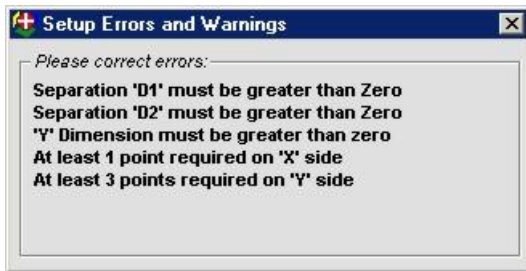 Setup Errors and Warnings
Please correct errors:
Separation 'D1' must be greater than Zero
Separation 'D2' must be greater than Zero
'Y' Dimension must be greater than zero
At least 1 point required on 'X' side
At least 3 points required on 'Y' side